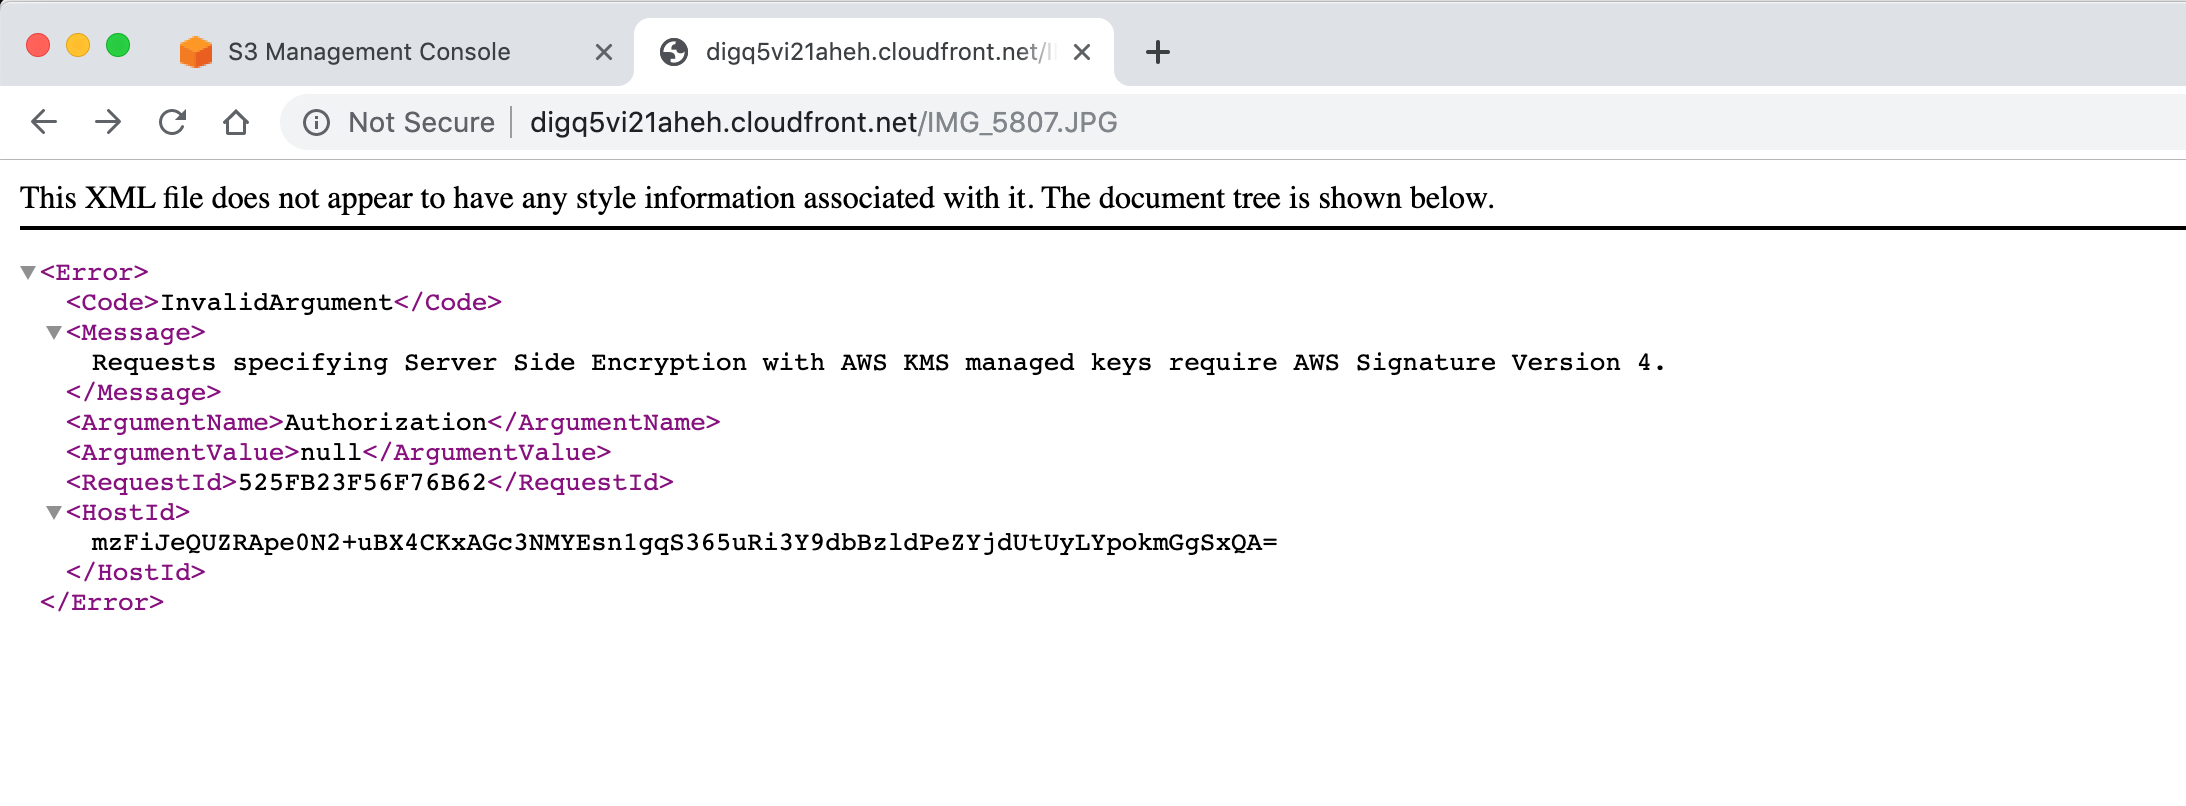 S3 Management Console
digq5vi21aheh.cloudfront.net/I
Not Secure digq5vi21aheh.cloudfront.net/IMG_5807.JPG
This XML file does not appear to have any style information associated with it. The document tree is shown below.
<Error>
<Code>InvalidArgument</Code>
<Message>
Requests specifying Server Side Encryption with AWS KMS managed keys require AWS Signature Version 4.
</Message>
<ArgumentName>Authorization</ArgumentName>
<ArgumentValue>null</ArgumentValue>
<RequestId>525FB23F56F76B62</RequestId>
<HostId>
mzFiJeQUZRApe0N2+uBX4CKxAGc3NMYEsn1gqS365uRi3Y9dbBzldPeZYjdUtUyLYpokmGgSxQA=
</HostId>
</Error>